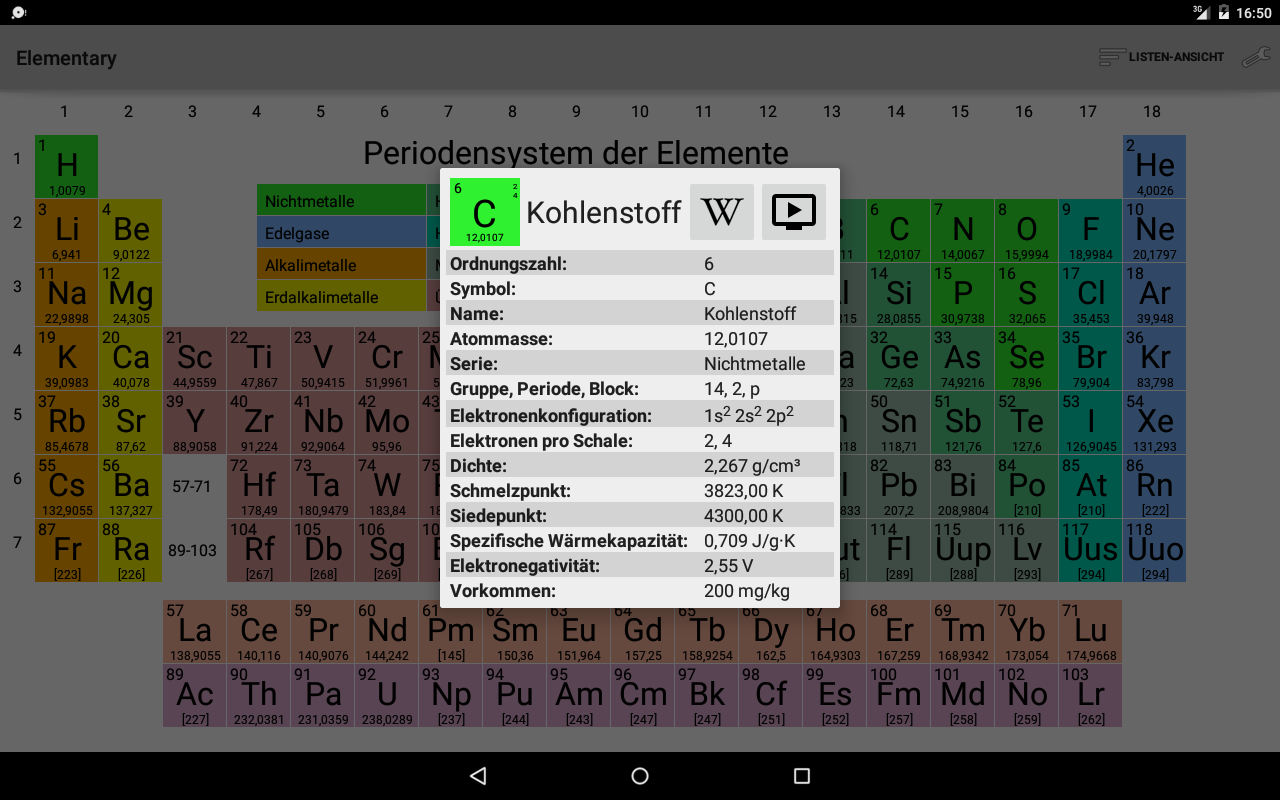 3G 16:50
Elementary LISTEN-ANSICHT
1 2 3 4 5 6 7 8 9 10 11 12 13 14 15 16 17 18
Periodensystem der Elemente
1
1 H 1,0079
2 He 4,0026
Nichtmetalle
Edelgase
Alkalimetalle
Erdalkalimetalle
2
3 Li 6,941
4 Be 9,0122
6 C 12,0107
7 N 14,0067
8 O 15,9994
9 F 18,9984
10 Ne 20,1797
3
11 Na 22,9898
12 Mg 24,305
14 Si 28,0855
15 P 30,9738
16 S 32,065
17 Cl 35,453
18 Ar 39,948
4
19 K 39,0983
20 Ca 40,078
21 Sc 44,9559
22 Ti 47,867
23 V 50,9415
24 Cr 51,9961
25
32 Ge 72,63
33 As 74,9216
34 Se 78,96
35 Br 79,904
36 Kr 83,798
5
37 Rb 85,4678
38 Sr 87,62
39 Y 88,9058
40 Zr 91,224
41 Nb 92,9064
42 Mo 95,96
43
50 Sn 118,71
51 Sb 121,76
52 Te 127,6
53 I 126,9045
54 Xe 131,293
6
55 Cs 132,9055
56 Ba 137,327
57-71
72 Hf 178,49
73 Ta 180,9479
74 W 183,84
75
82 Pb 207,2
83 Bi 208,9804
84 Po [210]
85 At [210]
86 Rn [222]
7
87 Fr [223]
88 Ra [226]
89-103
104 Rf [267]
105 Db [268]
106 Sg [269]
114 Fl [289]
115 Uup [288]
116 Lv [293]
117 Uus [294]
118 Uuo [294]
57 La 138,9055
58 Ce 140,116
59 Pr 140,9076
60 Nd 144,242
61 Pm [145]
62 Sm 150,36
63 Eu 151,964
64 Gd 157,25
65 Tb 158,9254
66 Dy 162,5
67 Ho 164,9303
68 Er 167,259
69 Tm 168,9342
70 Yb 173,054
71 Lu 174,9668
89 Ac [227]
90 Th 232,0381
91 Pa 231,0359
92 U 238,0289
93 Np [237]
94 Pu [244]
95 Am [243]
96 Cm [247]
97 Bk [247]
98 Cf [251]
99 Es [252]
100 Fm [257]
101 Md [258]
102 No [259]
103 Lr [262]
6 2 4 C 12,0107
Kohlenstoff W
Ordnungszahl: 6
Symbol: C
Name: Kohlenstoff
Atommasse: 12,0107
Serie: Nichtmetalle
Gruppe, Periode, Block: 14, 2, p
Elektronenkonfiguration: 1s² 2s² 2p²
Elektronen pro Schale: 2, 4
Dichte: 2,267 g/cm³
Schmelzpunkt: 3823,00 K
Siedepunkt: 4300,00 K
Spezifische Wärmekapazität: 0,709 J/g·K
Elektronegativität: 2,55 V
Vorkommen: 200 mg/kg